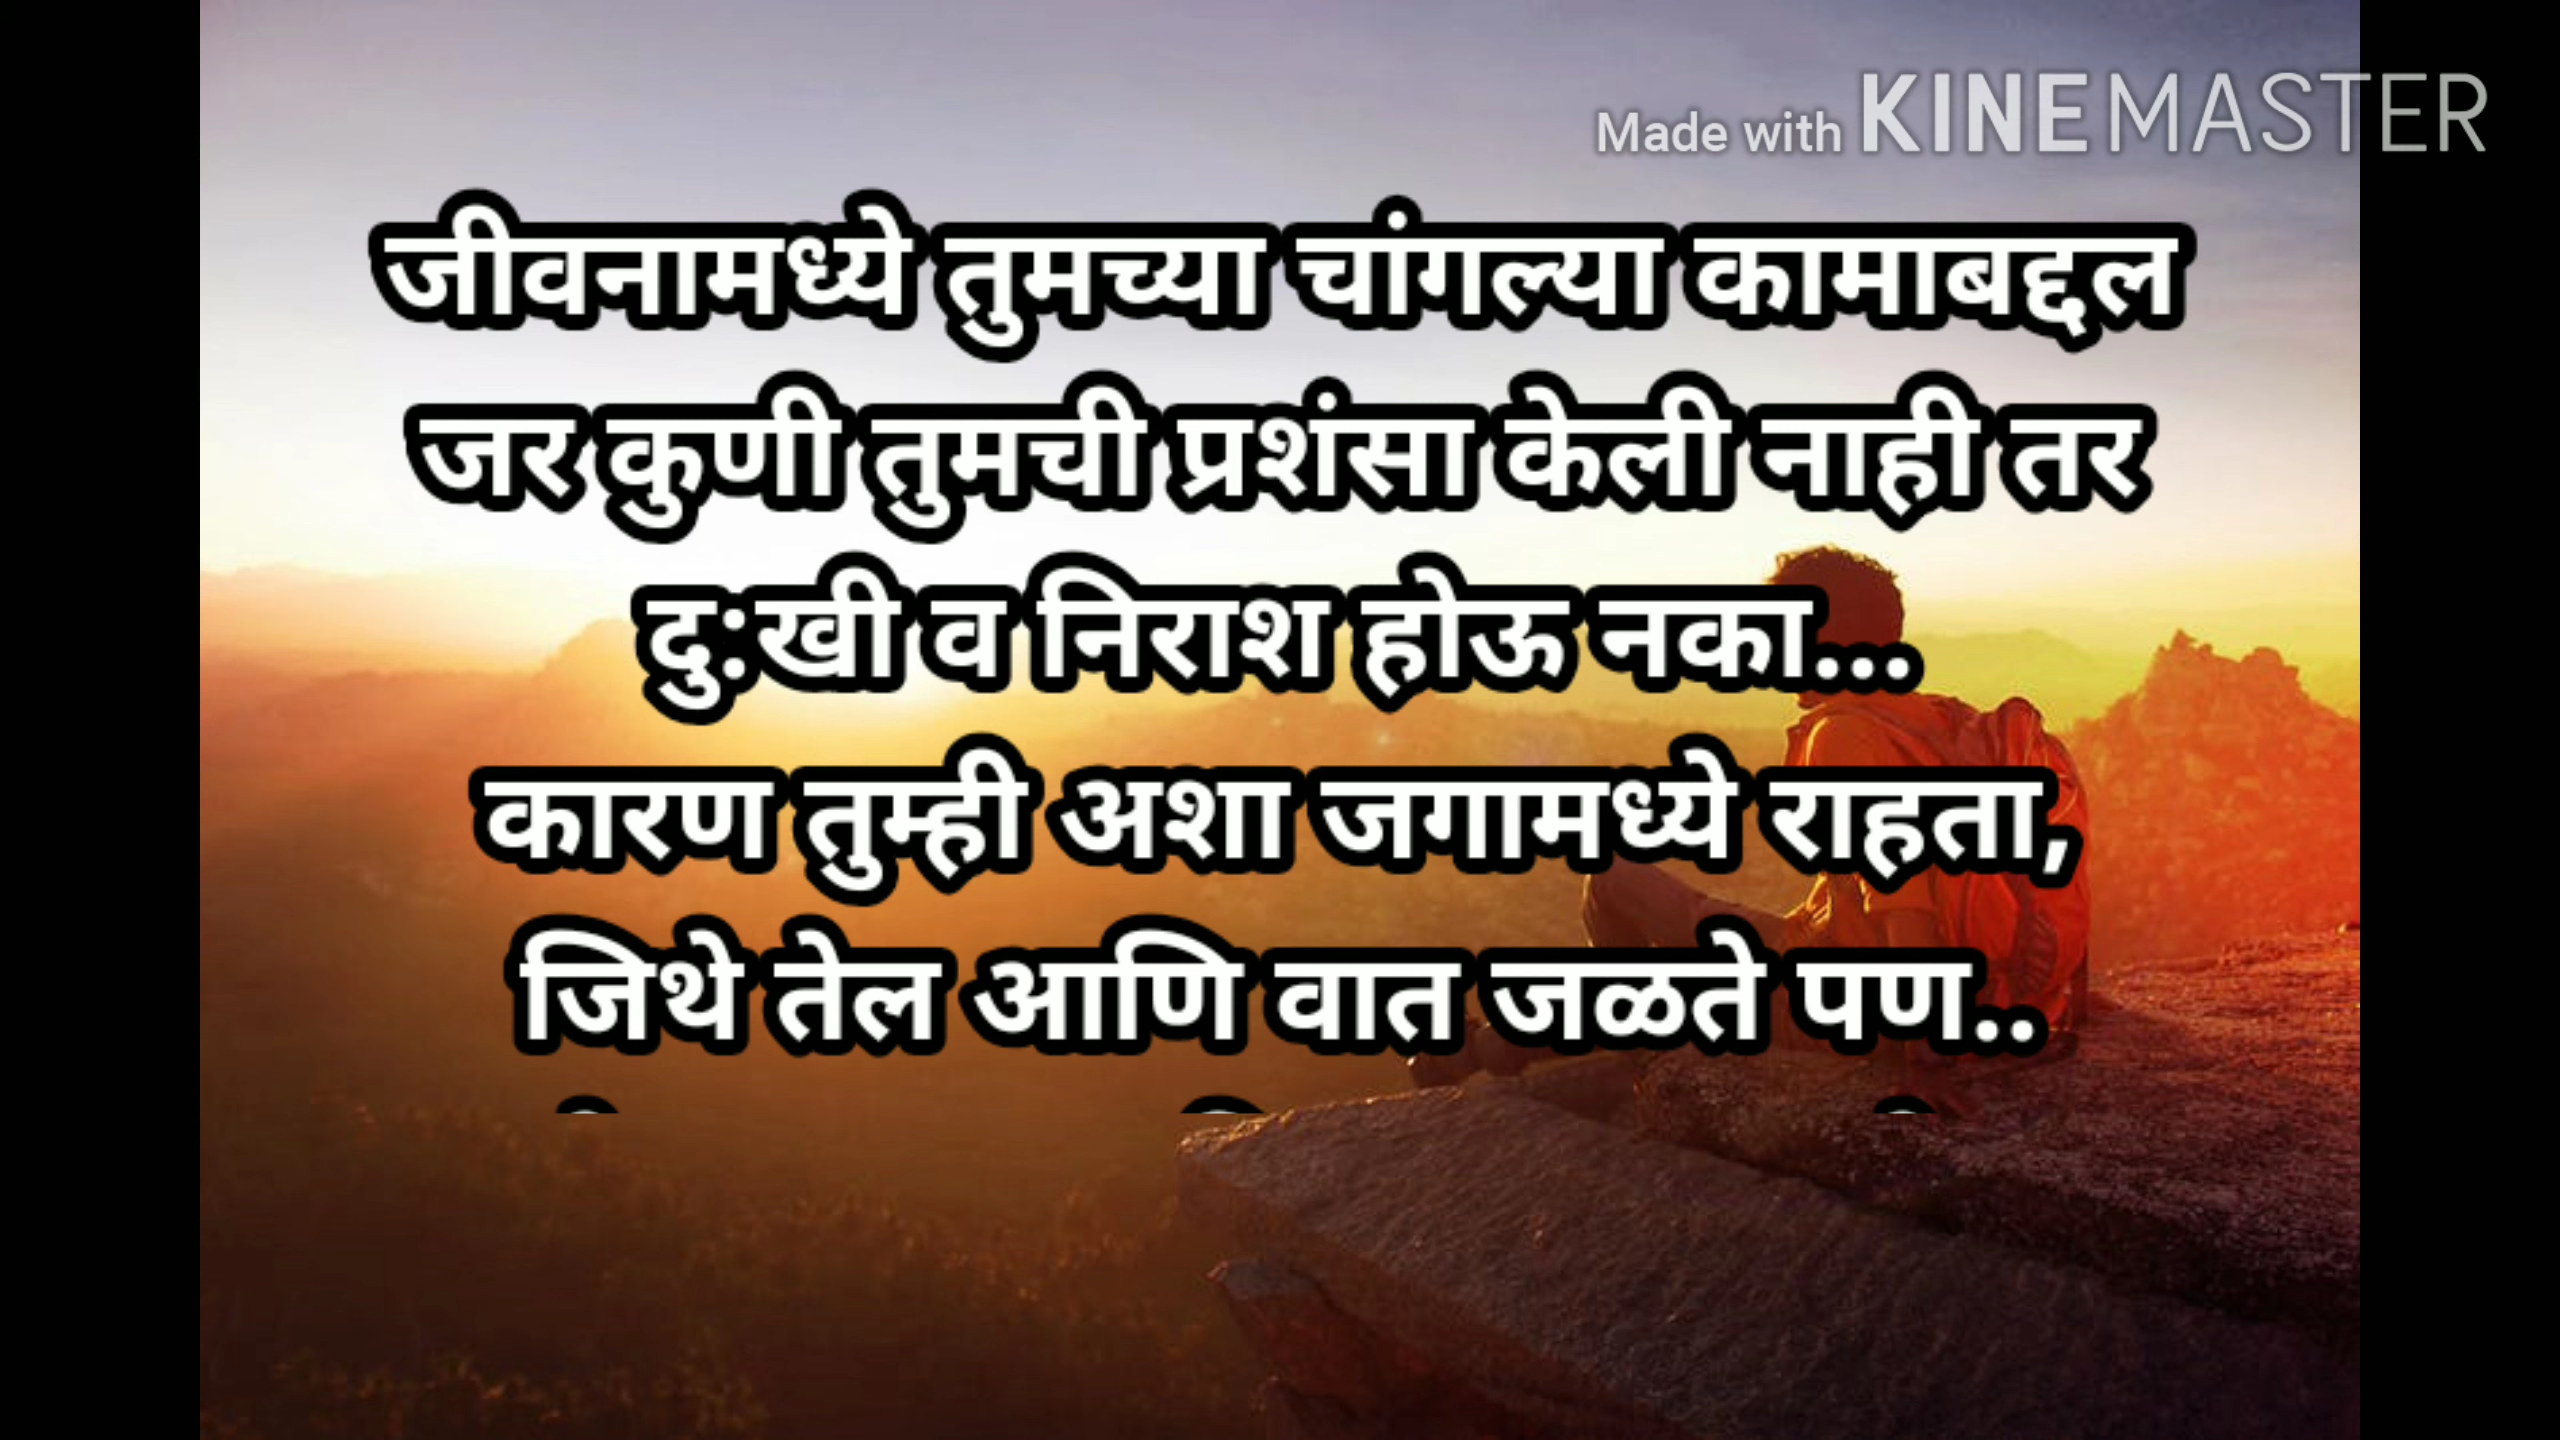 Made with KINEMASTER
जीवनामध्ये तुमच्या चांगल्या कामाबद्दल
जर कुणी तुमची प्रशंसा केली नाही तर
दु:खी व निराश होऊ नका...
कारण तुम्ही अशा जगामध्ये राहता,
जिथे तेल आणि वात जळते पण..